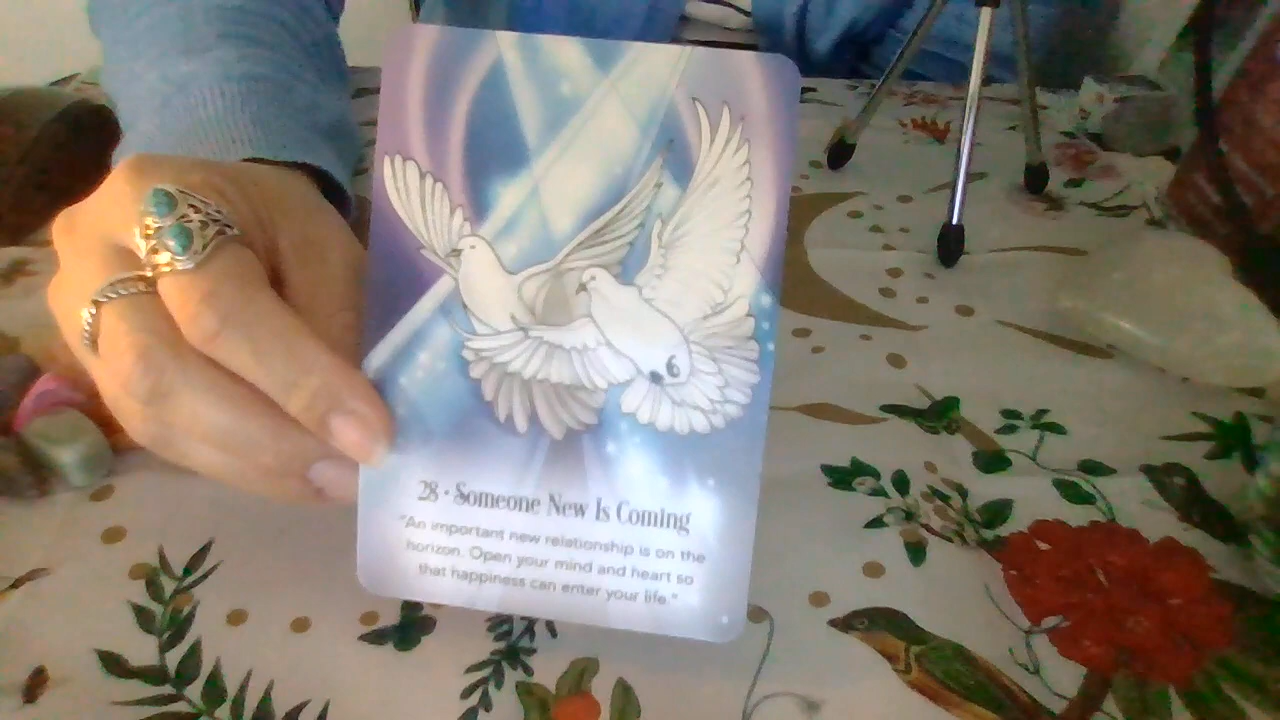 28 · Someone New Is Coming
"An important new relationship is on the
horizon. Open your mind and heart so
that happiness can enter your life."